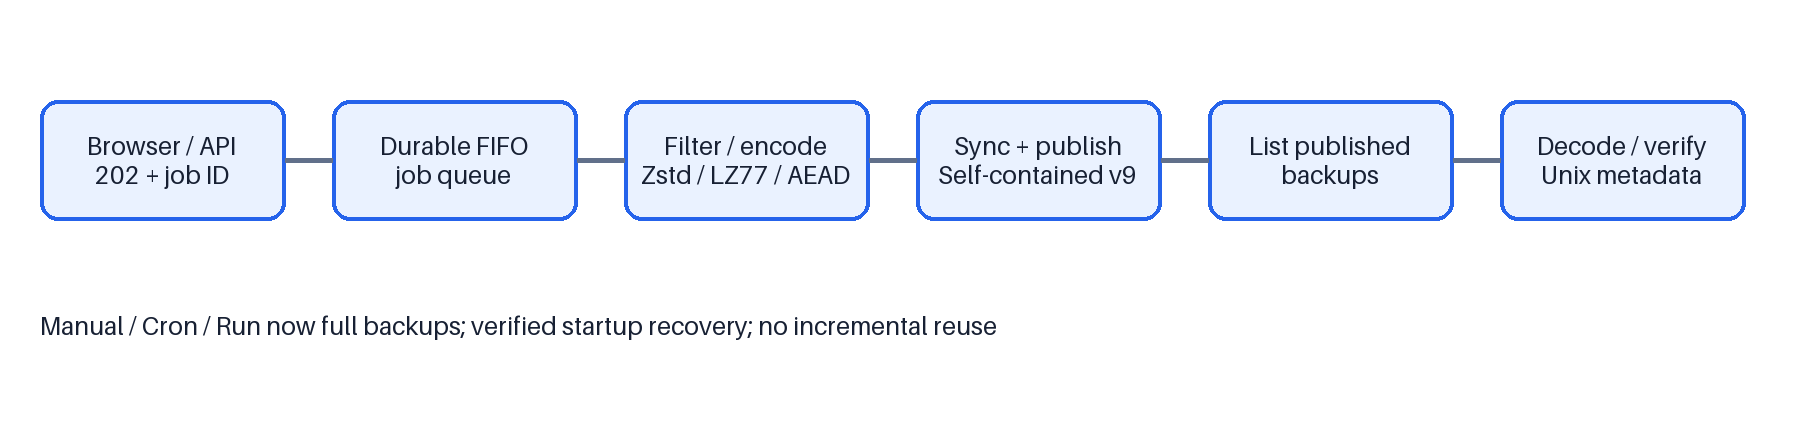 Browser / API
202 + job ID
Durable FIFO
job queue
Filter / encode
Zstd / LZ77 / AEAD
Sync + publish
Self-contained v9
List published
backups
Decode / verify
Unix metadata
Manual / Cron / Run now full backups; verified startup recovery; no incremental reuse